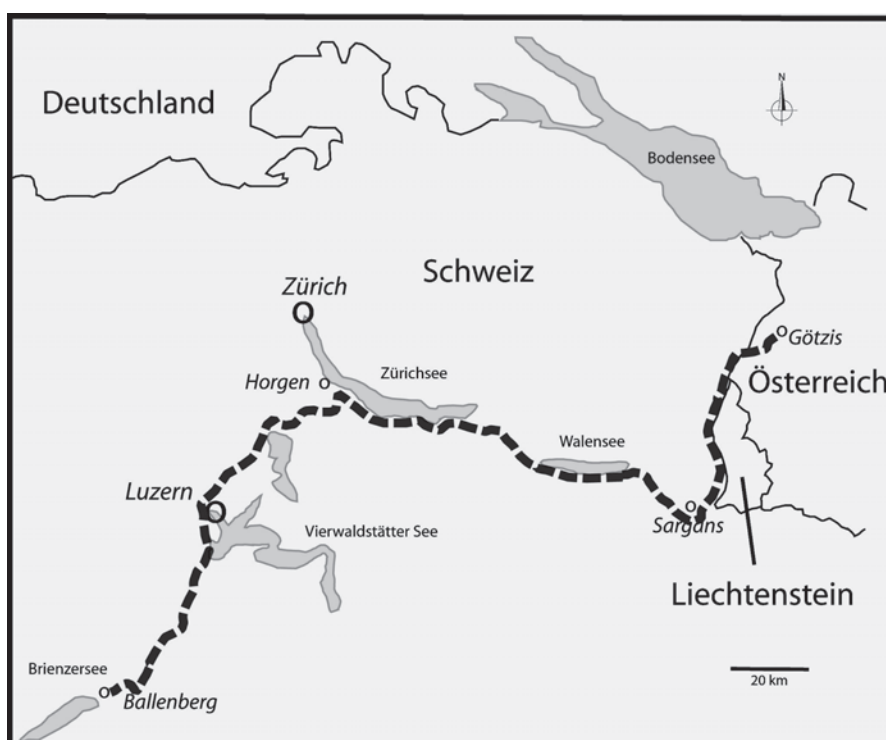 Deutschland
N
Bodensee
Schweiz
Zürich
Götzis
Zürichsee
Horgen
Österreich
Walensee
Luzern
Sargans
Vierwaldstätter See
Liechtenstein
Brienzersee
Ballenberg
20 km